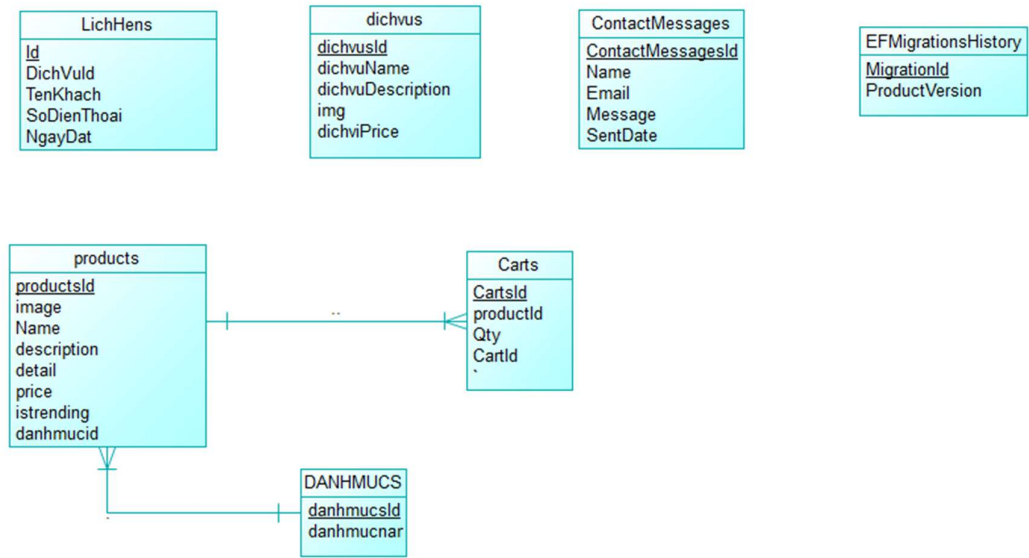 LichHens
Id
DichVuId
TenKhach
SoDienThoai
NgayDat
dichvus
dichvusId
dichvuName
dichvuDescription
img
dichviPrice
ContactMessages
ContactMessagesId
Name
Email
Message
SentDate
EFMigrationsHistory
MigrationId
ProductVersion
products
productsId
image
Name
description
detail
price
istrending
danhmucid
..
Carts
CartsId
productId
Qty
CartId
`
.
DANHMUCS
danhmucsId
danhmucnar